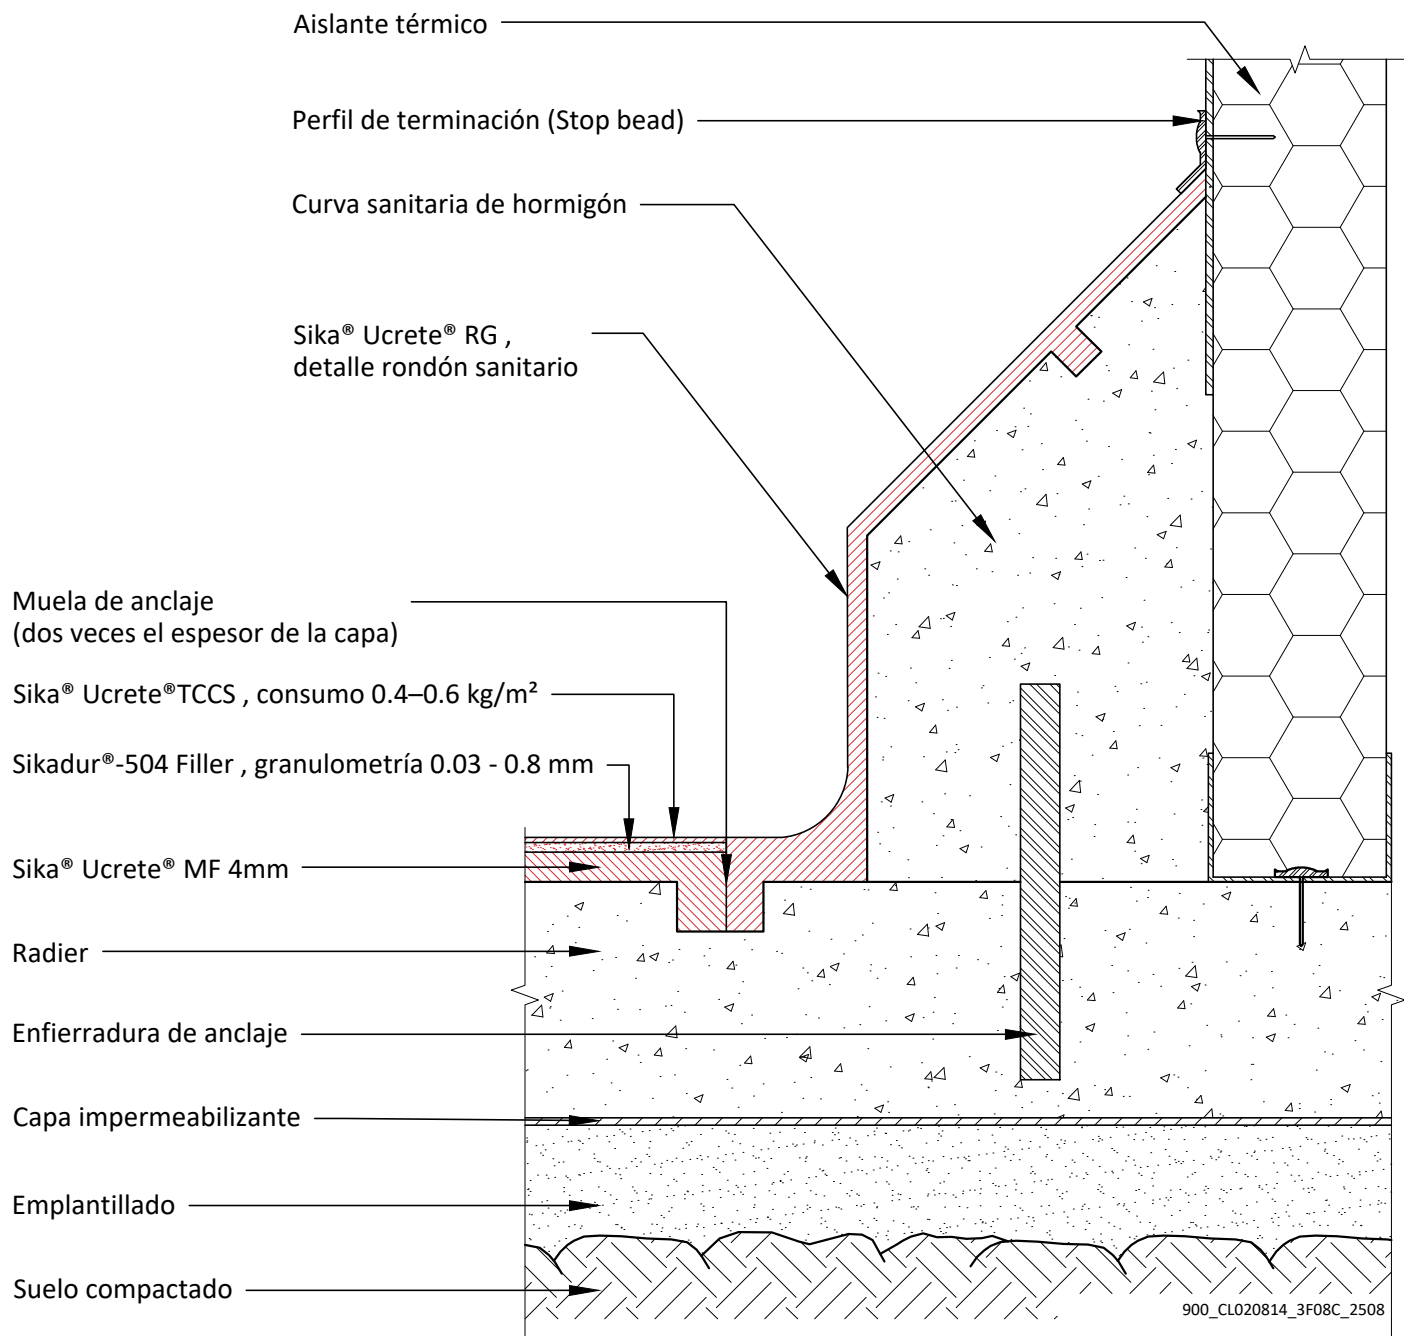 Aislante térmico
Perfil de terminación (Stop bead)
Curva sanitaria de hormigón
Sika® Ucrete® RG ,
detalle rondón sanitario
Muela de anclaje
(dos veces el espesor de la capa)
Sika® Ucrete®TCCS , consumo 0.4–0.6 kg/m²
Sikadur®-504 Filler , granulometría 0.03 - 0.8 mm
Sika® Ucrete® MF 4mm
Radier
Enfierradura de anclaje
Capa impermeabilizante
Emplantillado
Suelo compactado
900_CL020814_3F08C_2508